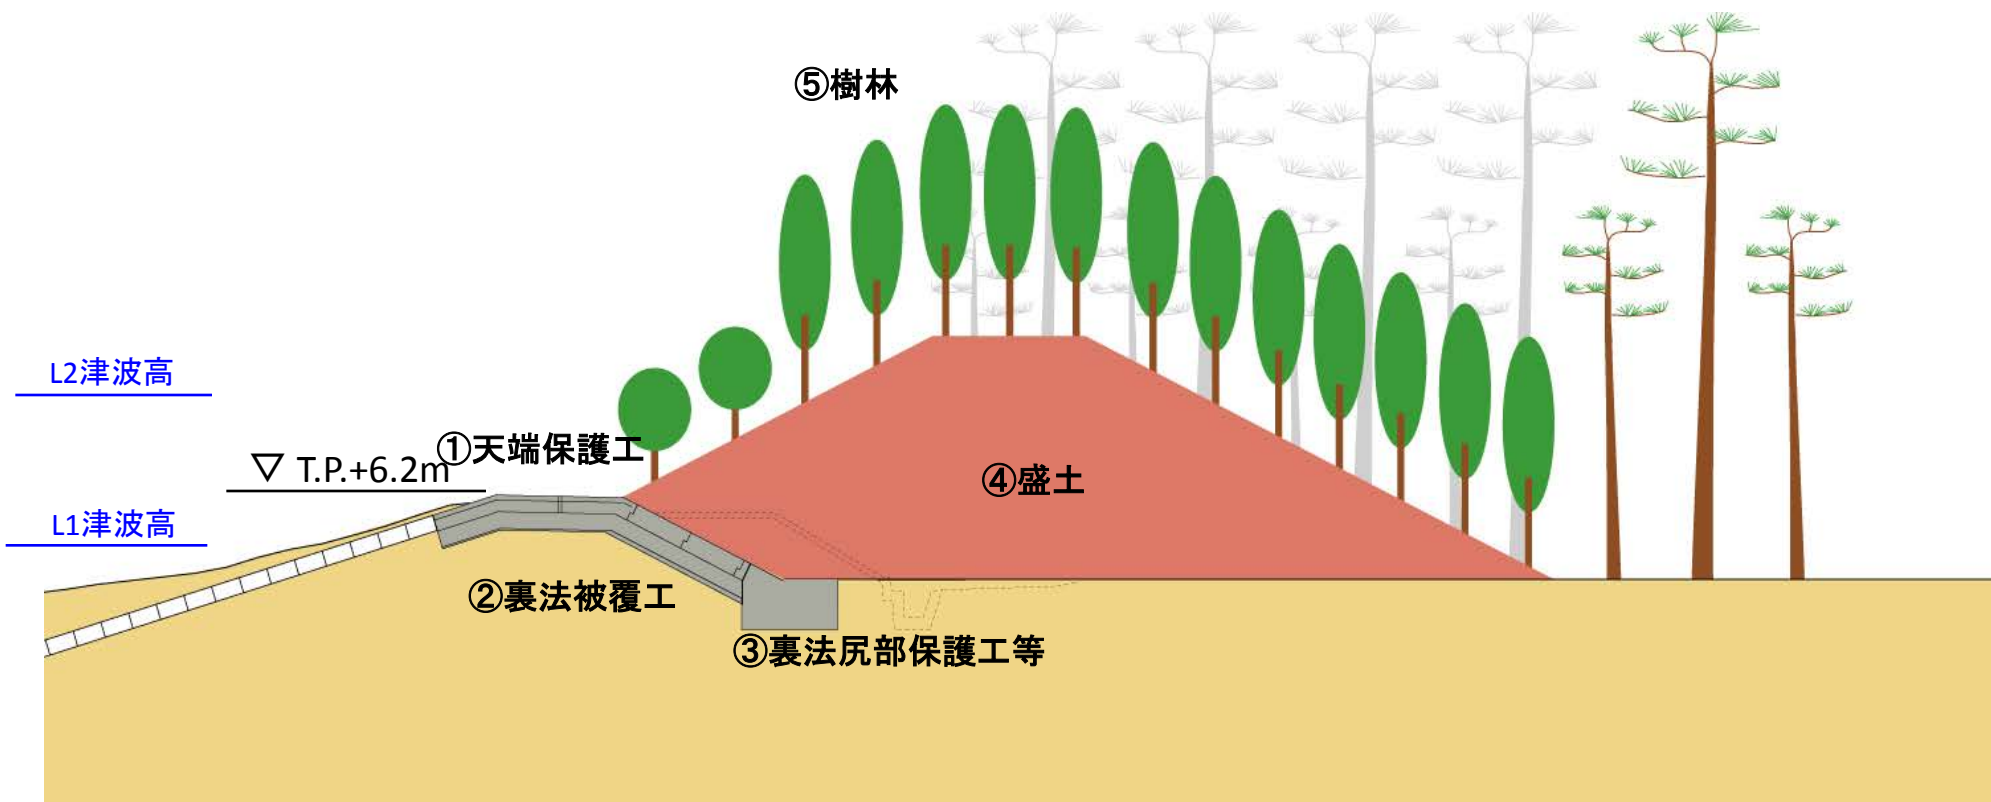 ⑤樹林
L2津波高
①天端保護工
▽ T.P.+6.2m
④盛土
L1津波高
②裏法被覆工
③裏法尻部保護工等